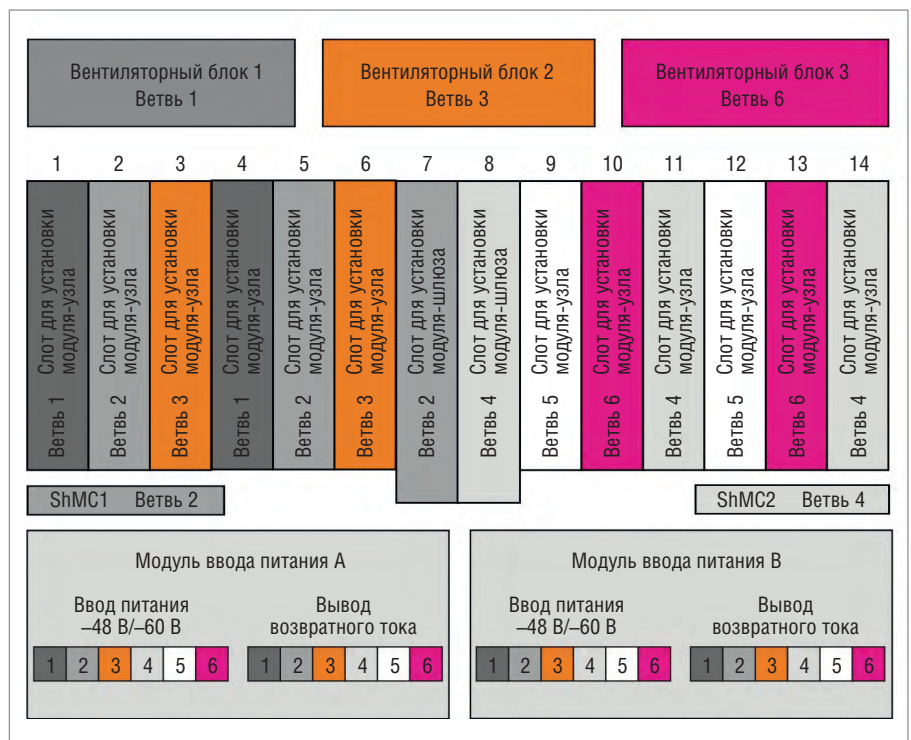 Вентиляторный блок 1
Ветвь 1
Вентиляторный блок 2
Ветвь 3
Вентиляторный блок 3
Ветвь 6
1 2 3 4 5 6 7 8 9 10 11 12 13 14
Слот для установки
модуля-узла
Ветвь 1
Слот для установки
модуля-узла
Ветвь 2
Слот для установки
модуля-узла
Ветвь 3
Слот для установки
модуля-узла
Ветвь 1
Слот для установки
модуля-узла
Ветвь 2
Слот для установки
модуля-узла
Ветвь 3
Слот для установки
модуля-шлюза
Ветвь 2
Слот для установки
модуля-шлюза
Ветвь 4
Слот для установки
модуля-узла
Ветвь 5
Слот для установки
модуля-узла
Ветвь 6
Слот для установки
модуля-узла
Ветвь 4
Слот для установки
модуля-узла
Ветвь 5
Слот для установки
модуля-узла
Ветвь 6
Слот для установки
модуля-узла
Ветвь 4
ShMC1 Ветвь 2
ShMC2 Ветвь 4
Модуль ввода питания A
Ввод питания
–48 В/–60 В
1 2 3 4 5 6
Вывод
возвратного тока
1 2 3 4 5 6
Модуль ввода питания B
Ввод питания
–48 В/–60 В
1 2 3 4 5 6
Вывод
возвратного тока
1 2 3 4 5 6